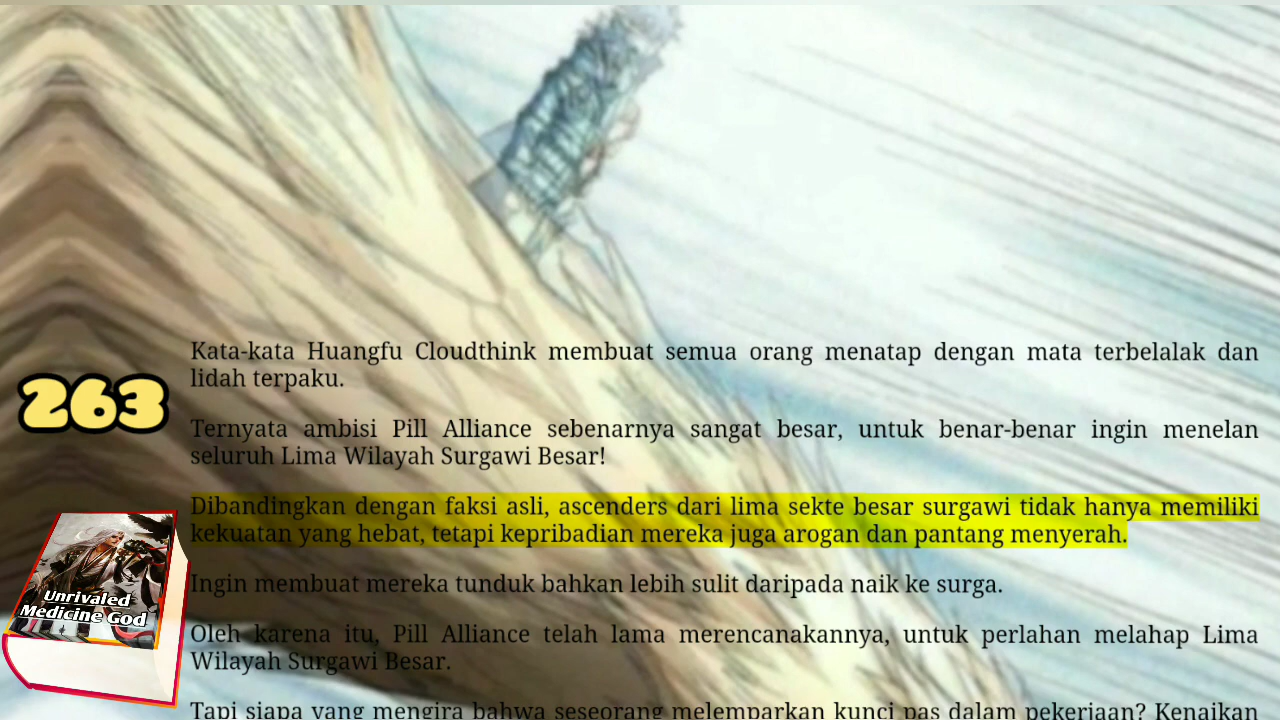 Kata-kata Huangfu Cloudthink membuat semua orang menatap dengan mata terbelalak dan
lidah terpaku.
263
Ternyata ambisi Pill Alliance sebenarnya sangat besar, untuk benar-benar ingin menelan
seluruh Lima Wilayah Surgawi Besar!
Dibandingkan dengan faksi asli, ascenders dari lima sekte besar surgawi tidak hanya memiliki
kekuatan yang hebat, tetapi kepribadian mereka juga arogan dan pantang menyerah.
Ingin membuat mereka tunduk bahkan lebih sulit daripada naik ke surga.
Unrivaled
Medicine God
Oleh karena itu, Pill Alliance telah lama merencanakannya, untuk perlahan melahap Lima
Wilayah Surgawi Besar.
Tapi siapa yang mengira bahwa seseorang melemparkan kunci pas dalam pekerjaan? Kenaikan